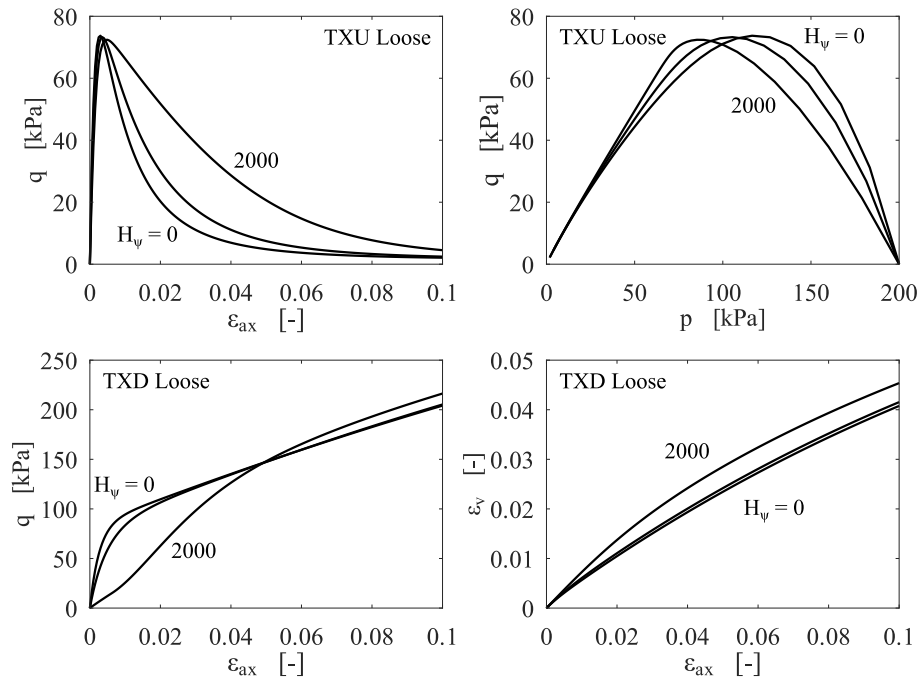 80
60
40
20
0
q [kPa]
TXU Loose
2000
H_ψ = 0
0 0.02 0.04 0.06 0.08 0.1
ε_ax [-]
80
60
40
20
0
q [kPa]
TXU Loose
H_ψ = 0
2000
0 50 100 150 200
p [kPa]
250
200
150
100
50
0
q [kPa]
TXD Loose
H_ψ = 0
2000
0 0.02 0.04 0.06 0.08 0.1
ε_ax [-]
0.05
0.04
0.03
0.02
0.01
0
ε_v [-]
TXD Loose
2000
H_ψ = 0
0 0.02 0.04 0.06 0.08 0.1
ε_ax [-]